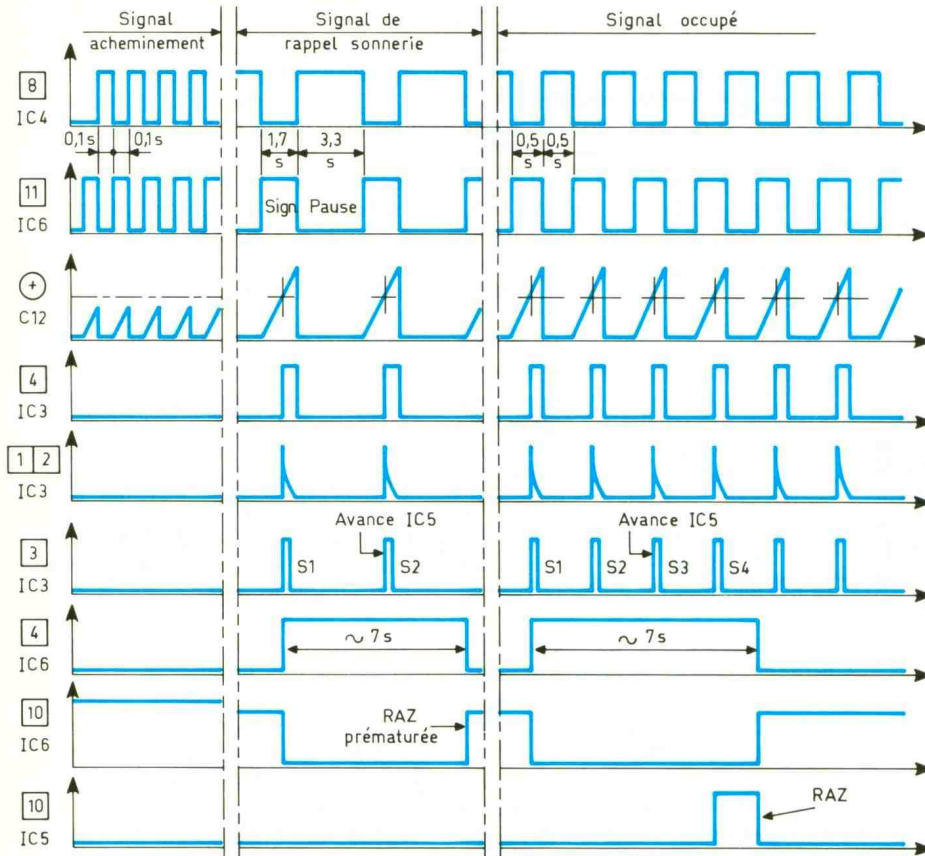 Signal
acheminement
Signal de
rappel sonnerie
Signal occupé
8
IC4
0,1s
0,1s
1,7
s
3,3
s
0,5
s
0,5
s
11
IC6
Sign Pause
+
C12
4
IC3
1 2
IC3
Avance IC5
Avance IC5
3
IC3
S1
S2
S1
S2
S3
S4
4
IC6
~ 7s
~ 7s
10
IC6
RAZ
prématurée
10
IC5
RAZ